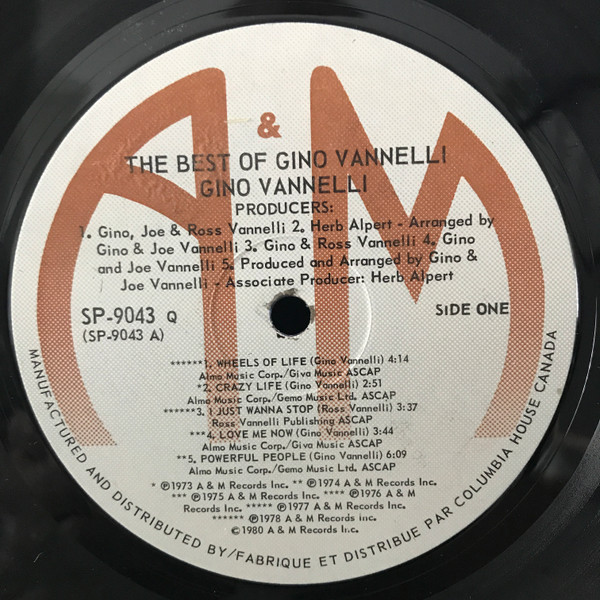 A & M
THE BEST OF GINO VANNELLI
GINO VANNELLI
PRODUCERS:
1. Gino, Joe & Ross Vannelli 2. Herb Alpert - Arranged by
Gino & Joe Vannelli 3. Gino & Ross Vannelli 4. Gino
and Joe Vannelli 5. Produced and Arranged by Gino &
Joe Vannelli - Associate Producer: Herb Alpert
SP-9043 Q
(SP-9043 A)
SIDE ONE
******1. WHEELS OF LIFE (Gino Vannelli) 4:14
Almo Music Corp./Giva Music ASCAP
*2. CRAZY LIFE (Gino Vannelli) 2:51
Almo Music Corp./Gemo Music Ltd. ASCAP
******3. I JUST WANNA STOP (Ross Vannelli) 3:37
Ross Vannelli Publishing ASCAP
***4. LOVE ME NOW (Gino Vannelli) 3:44
Almo Music Corp./Giva Music ASCAP
**5. POWERFUL PEOPLE (Gino Vannelli) 6:09
Almo Music Corp./Gemo Music Ltd. ASCAP
* ℗1973 A & M Records Inc. ** ℗1974 A & M Records Inc.
*** ℗1975 A & M Records Inc. **** ℗1976 A & M
Records Inc. ***** ℗1977 A & M Records Inc.
****** ℗1978 A & M Records Inc.
©1980 A & M Records Inc.
MANUFACTURED AND DISTRIBUTED BY/FABRIQUE ET DISTRIBUE PAR COLUMBIA HOUSE CANADA